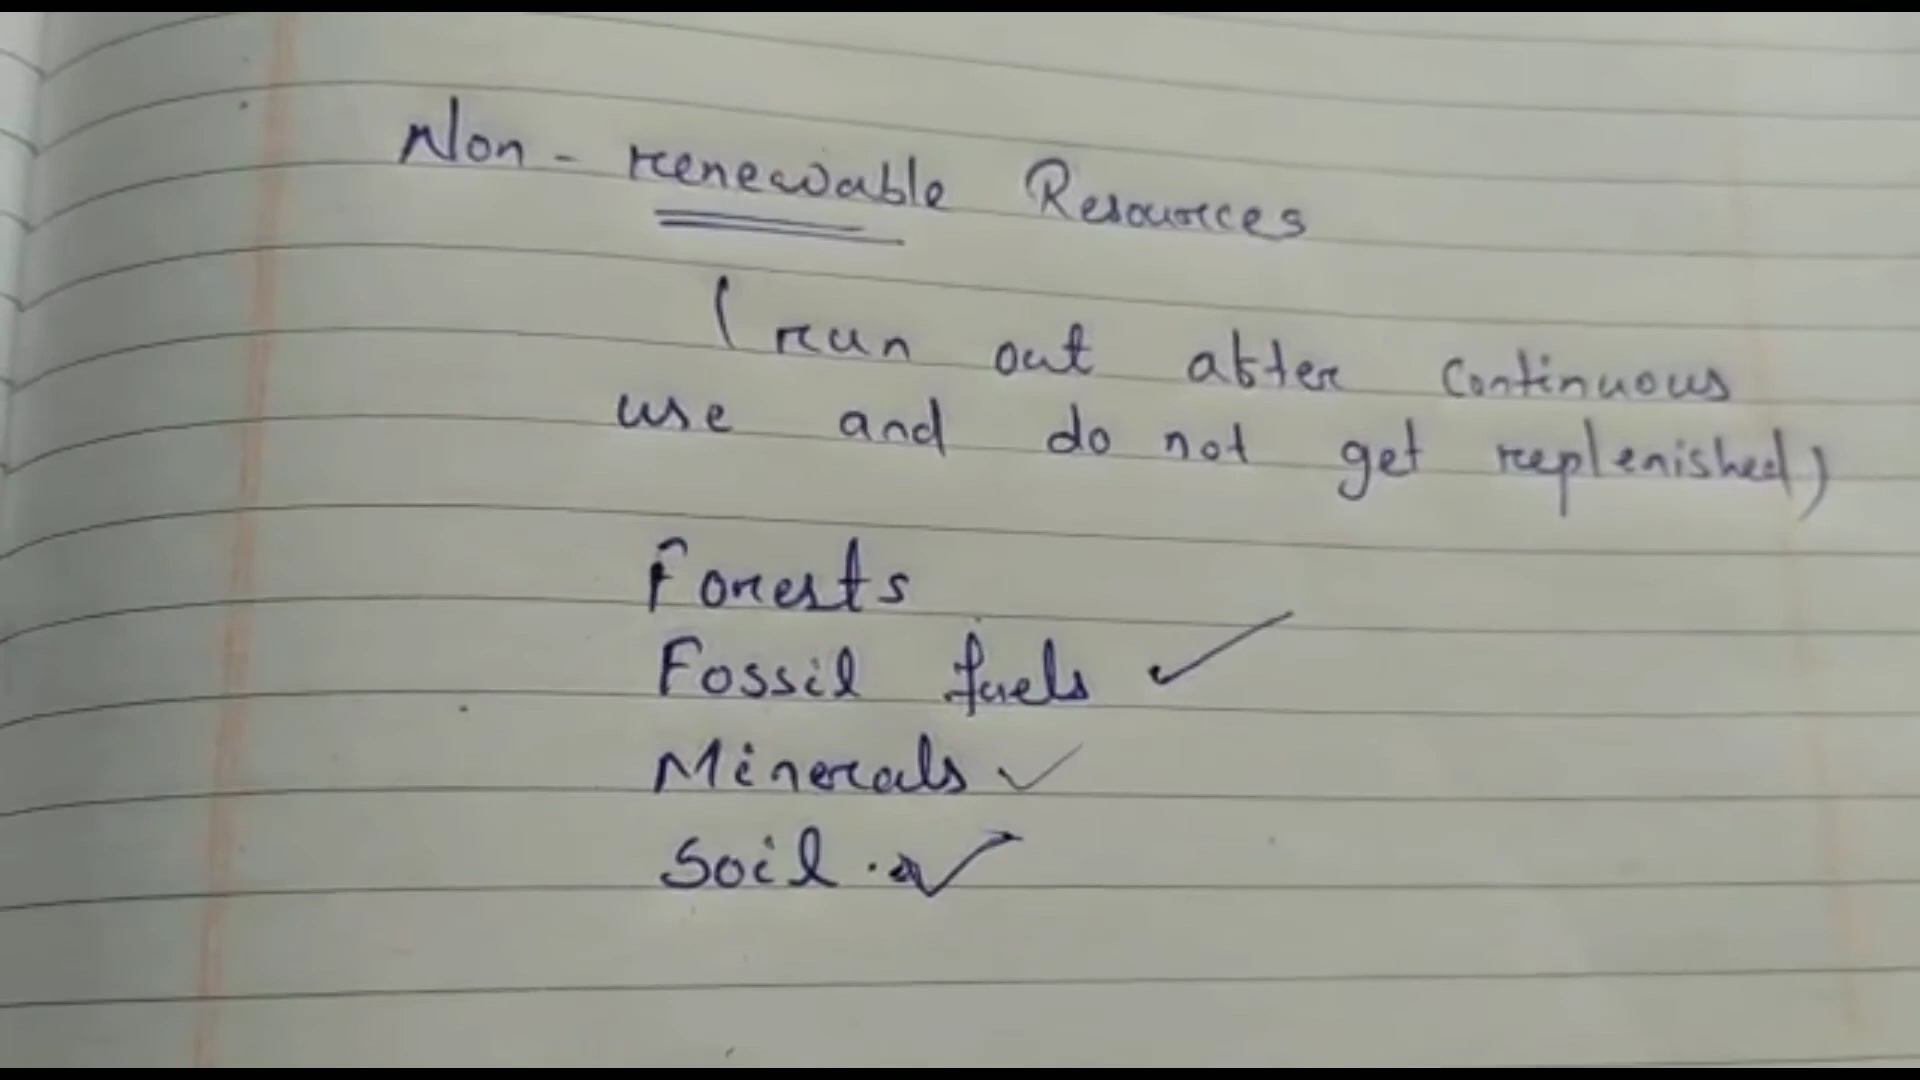 Non - renewable Resources
(run out after continuous
use and do not get replenished)
Forests
Fossil fuels ✓
Minerals ✓
Soil . ✓